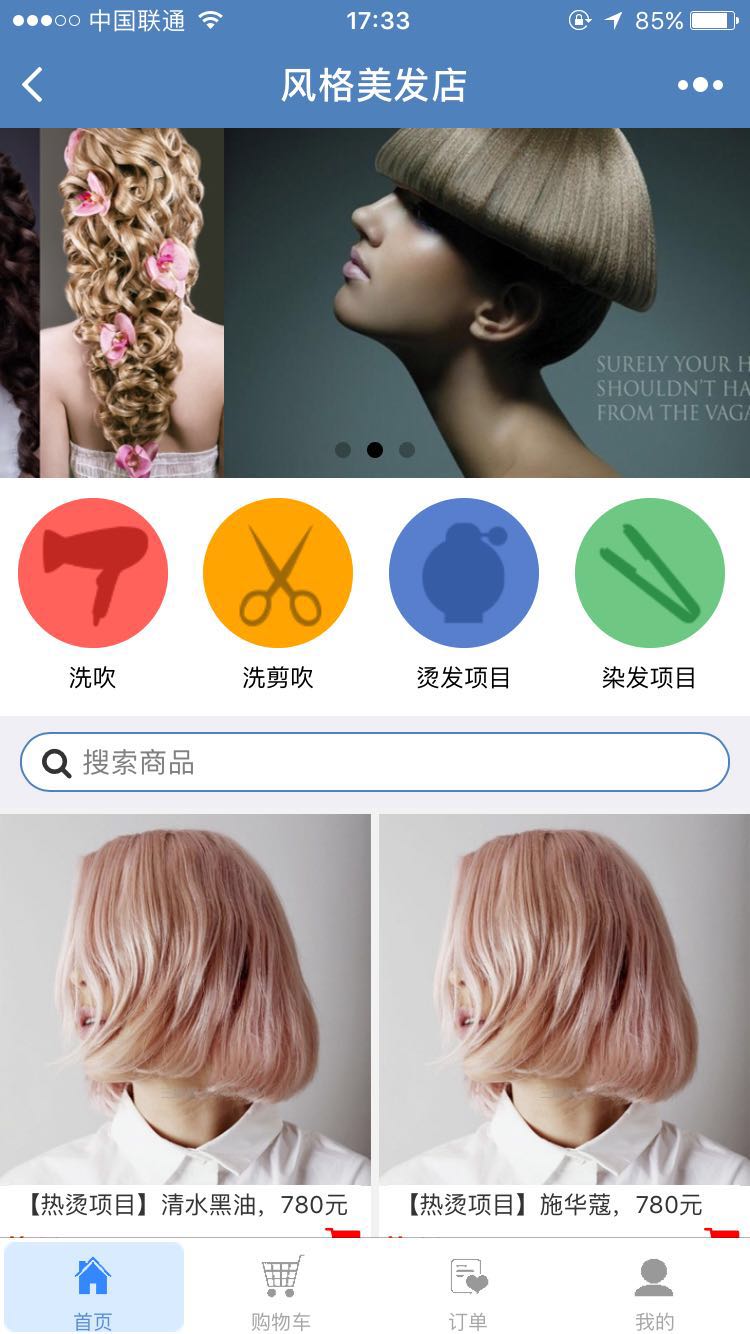 中国联通 17:33 85%
风格美发店
SURELY YOUR H
SHOULDN'T HA
FROM THE VAGA
洗吹 洗剪吹 烫发项目 染发项目
搜索商品
【热烫项目】清水黑油，780元 【热烫项目】施华蔻，780元
首页 购物车 订单 我的